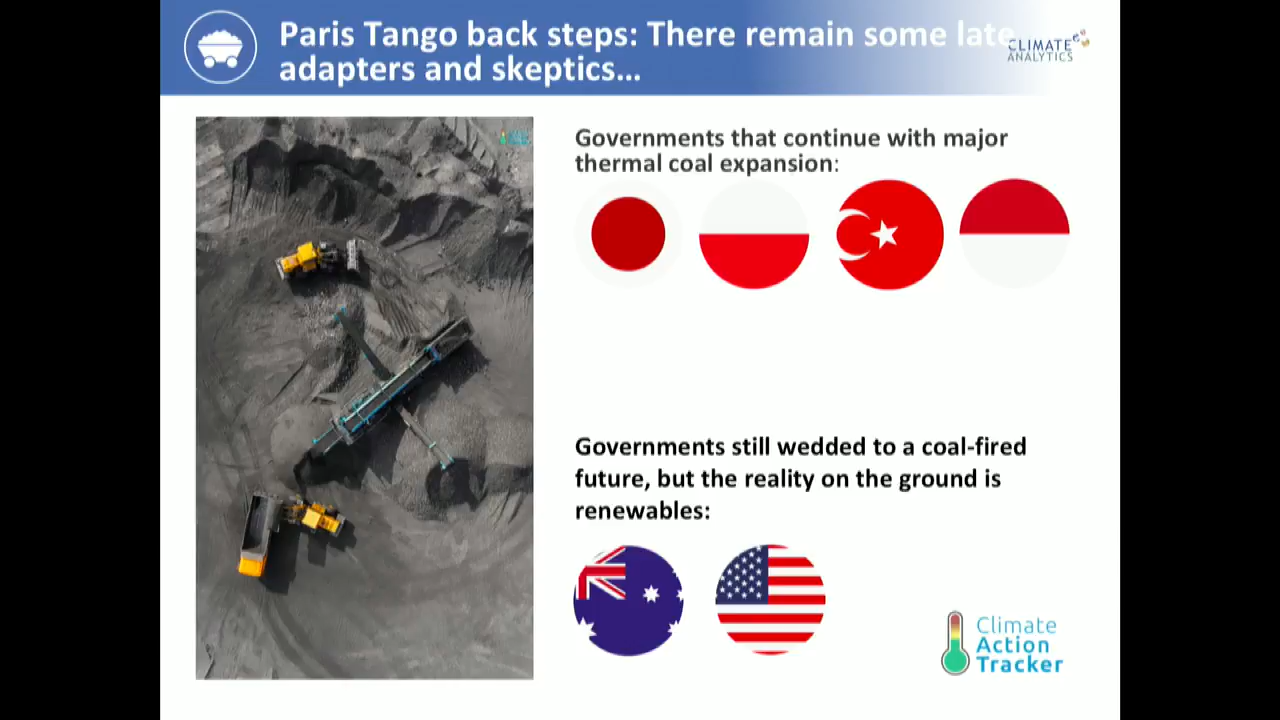 Paris Tango back steps: There remain some late
adapters and skeptics...
CLIMATE
ANALYTICS
Governments that continue with major
thermal coal expansion:
Governments still wedded to a coal-fired
future, but the reality on the ground is
renewables:
Climate
Action
Tracker